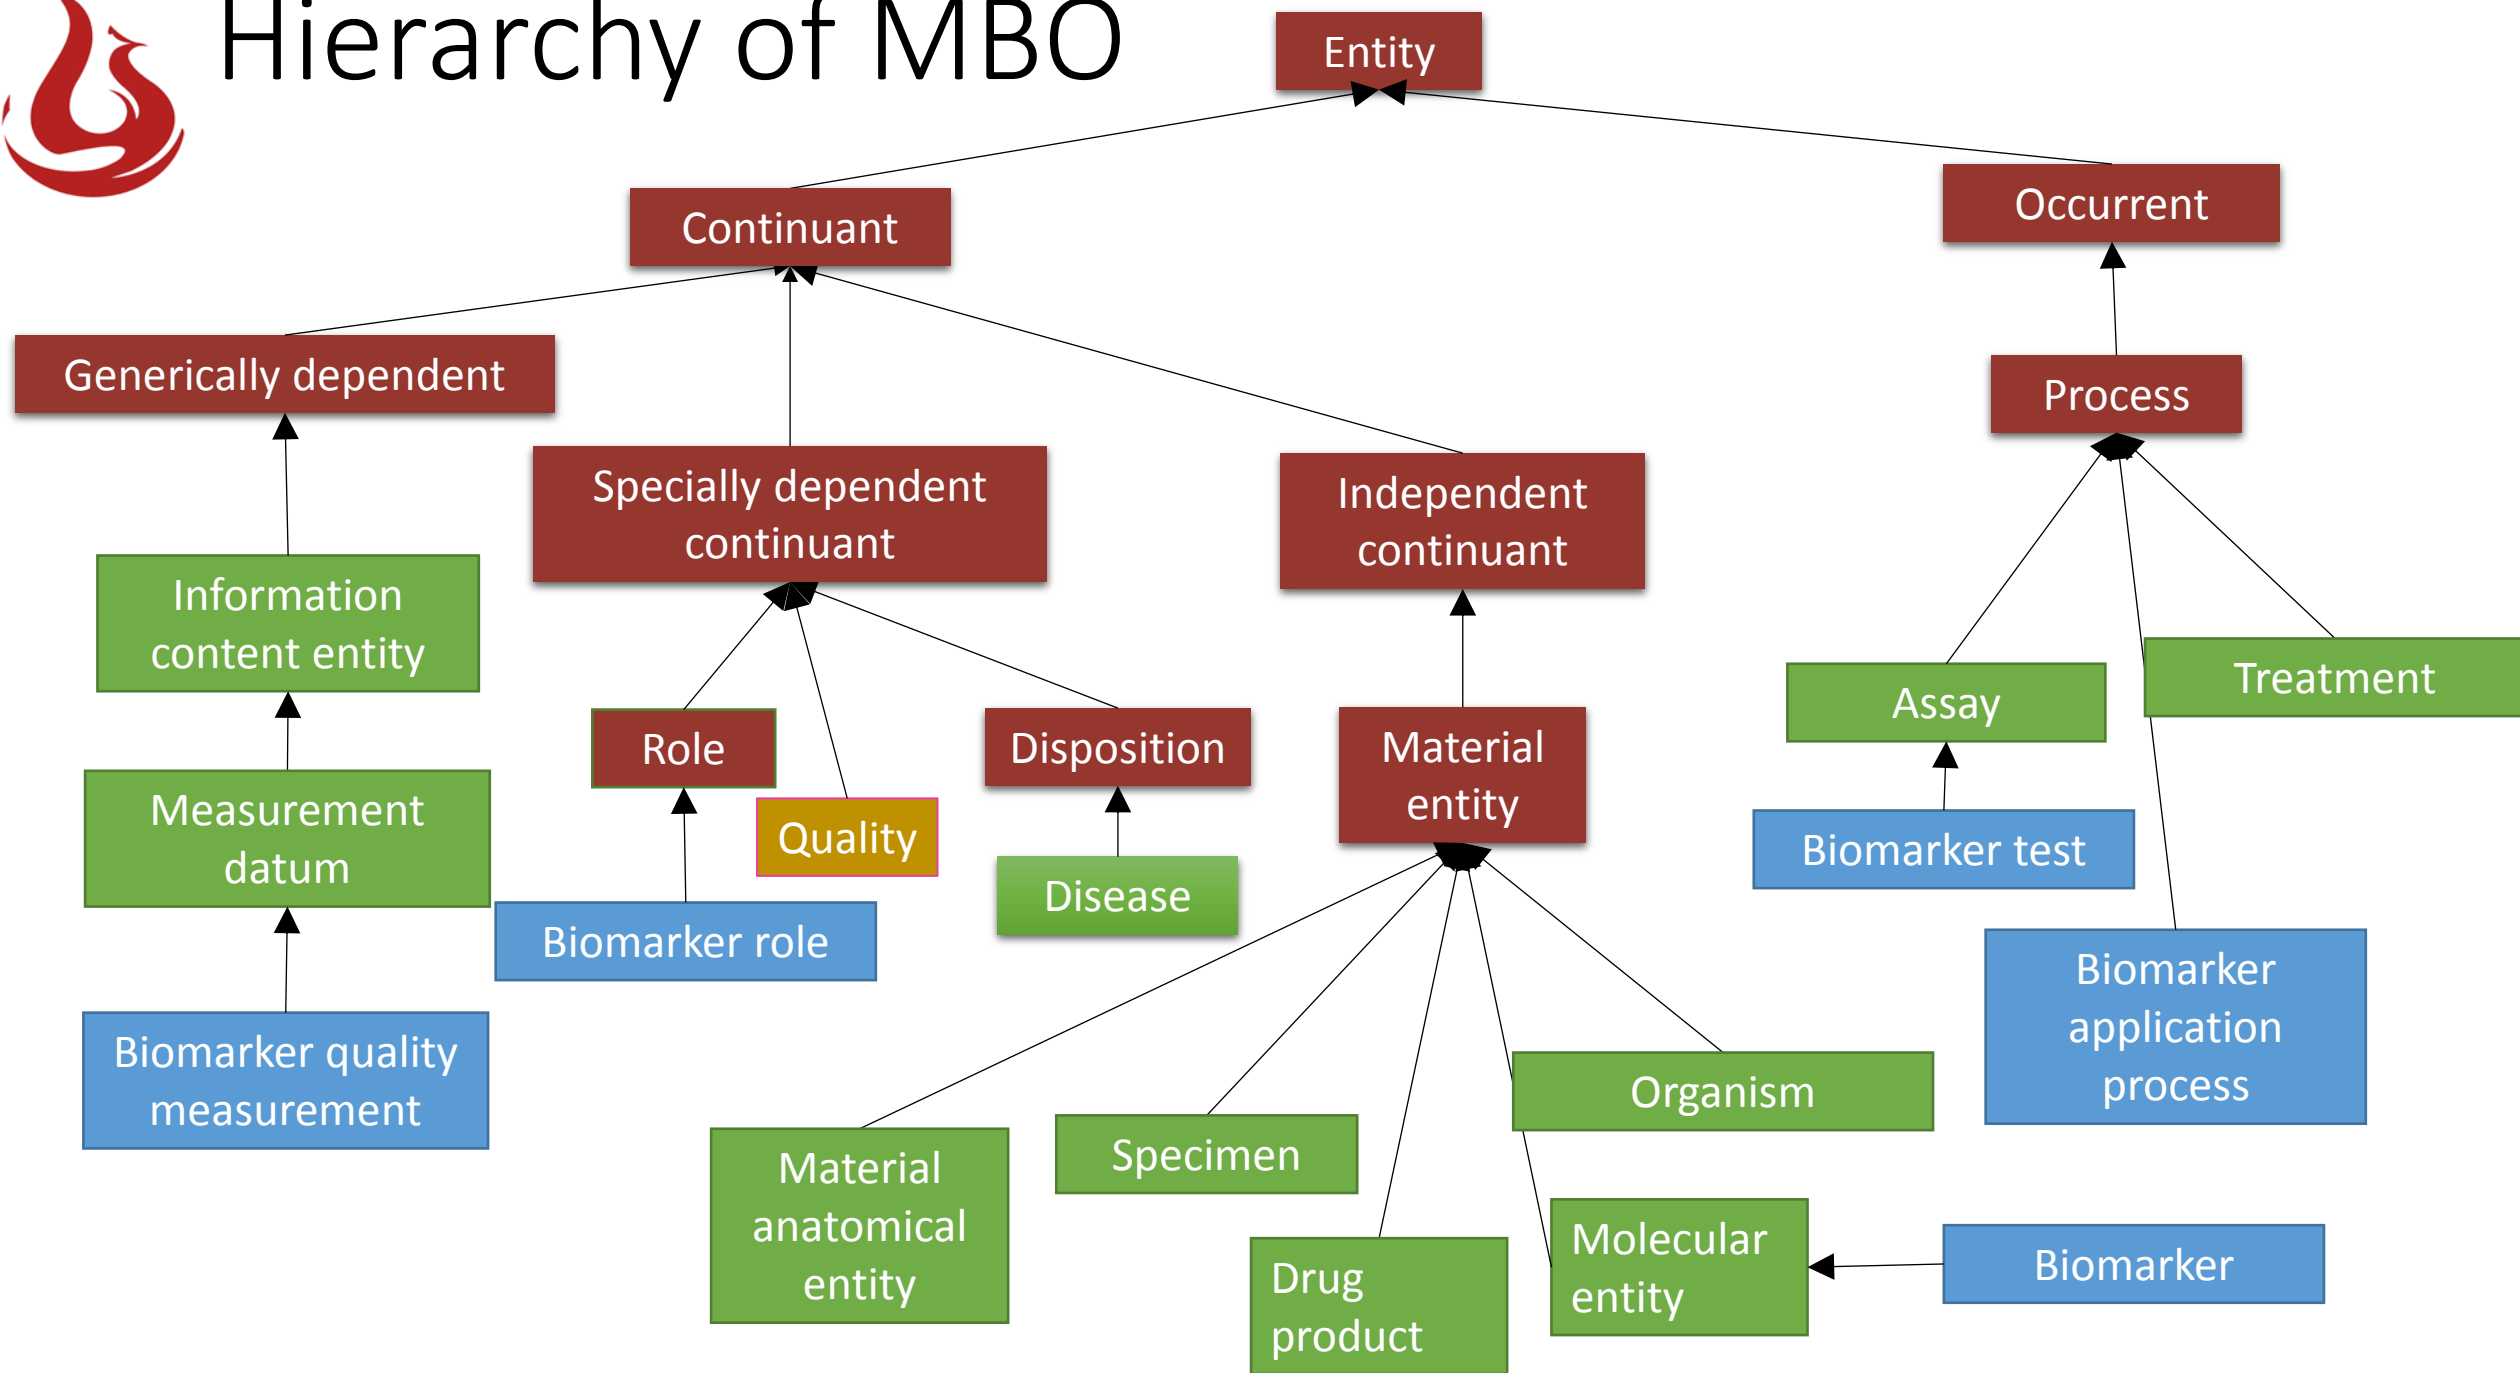 Hierarchy of MBO
Entity
Continuant
Occurrent
Generically dependent
Process
Specially dependent
continuant
Independent
continuant
Information
content entity
Role
Quality
Disposition
Material
entity
Assay
Treatment
Measurement
datum
Biomarker role
Disease
Biomarker test
Biomarker quality
measurement
Biomarker
application
process
Material
anatomical
entity
Specimen
Organism
Drug
product
Molecular
entity
Biomarker